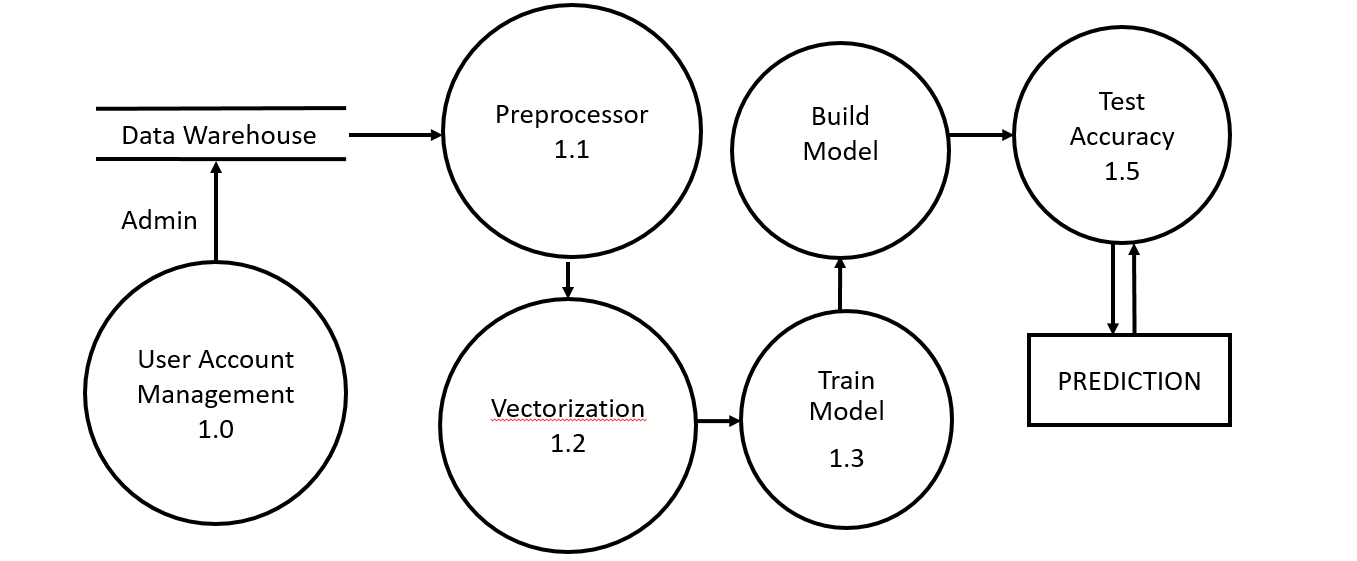 Data Warehouse
Admin
User Account
Management
1.0
Preprocessor
1.1
Vectorization
1.2
Train
Model
1.3
Build
Model
Test
Accuracy
1.5
PREDICTION